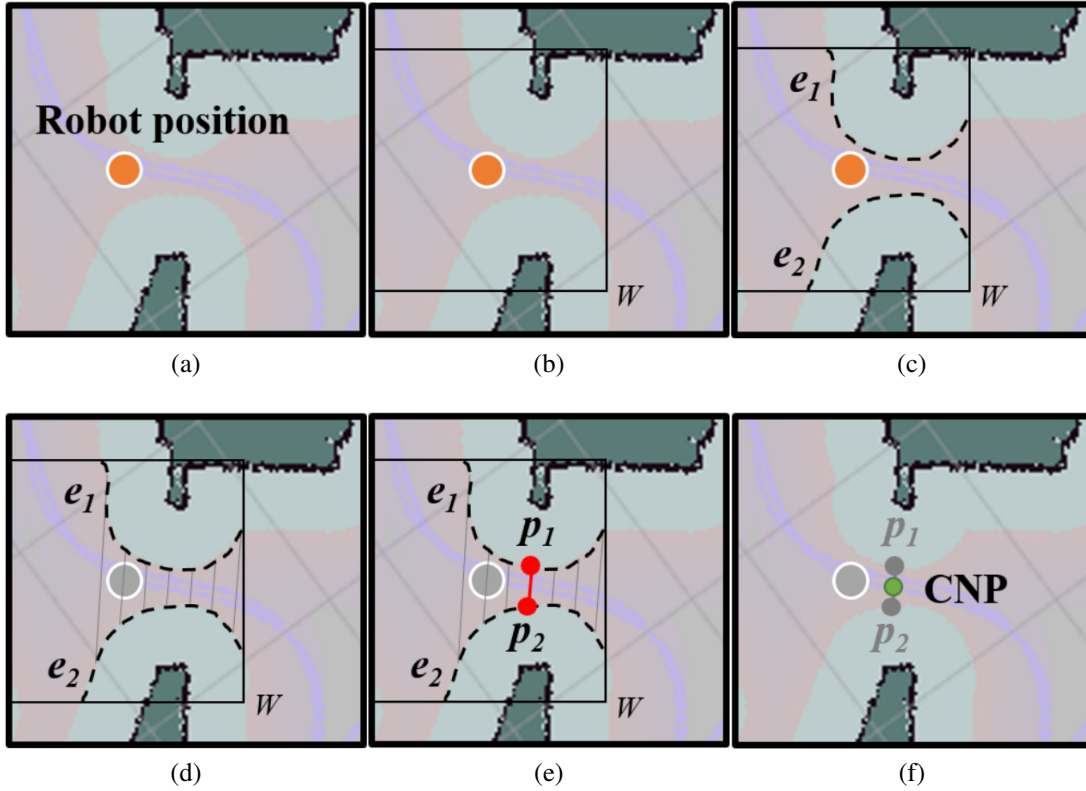 Robot position
W
e1
e2
W
(a)
(b)
(c)
e1
e2
W
e1
p1
p2
e2
W
p1
CNP
p2
(d)
(e)
(f)